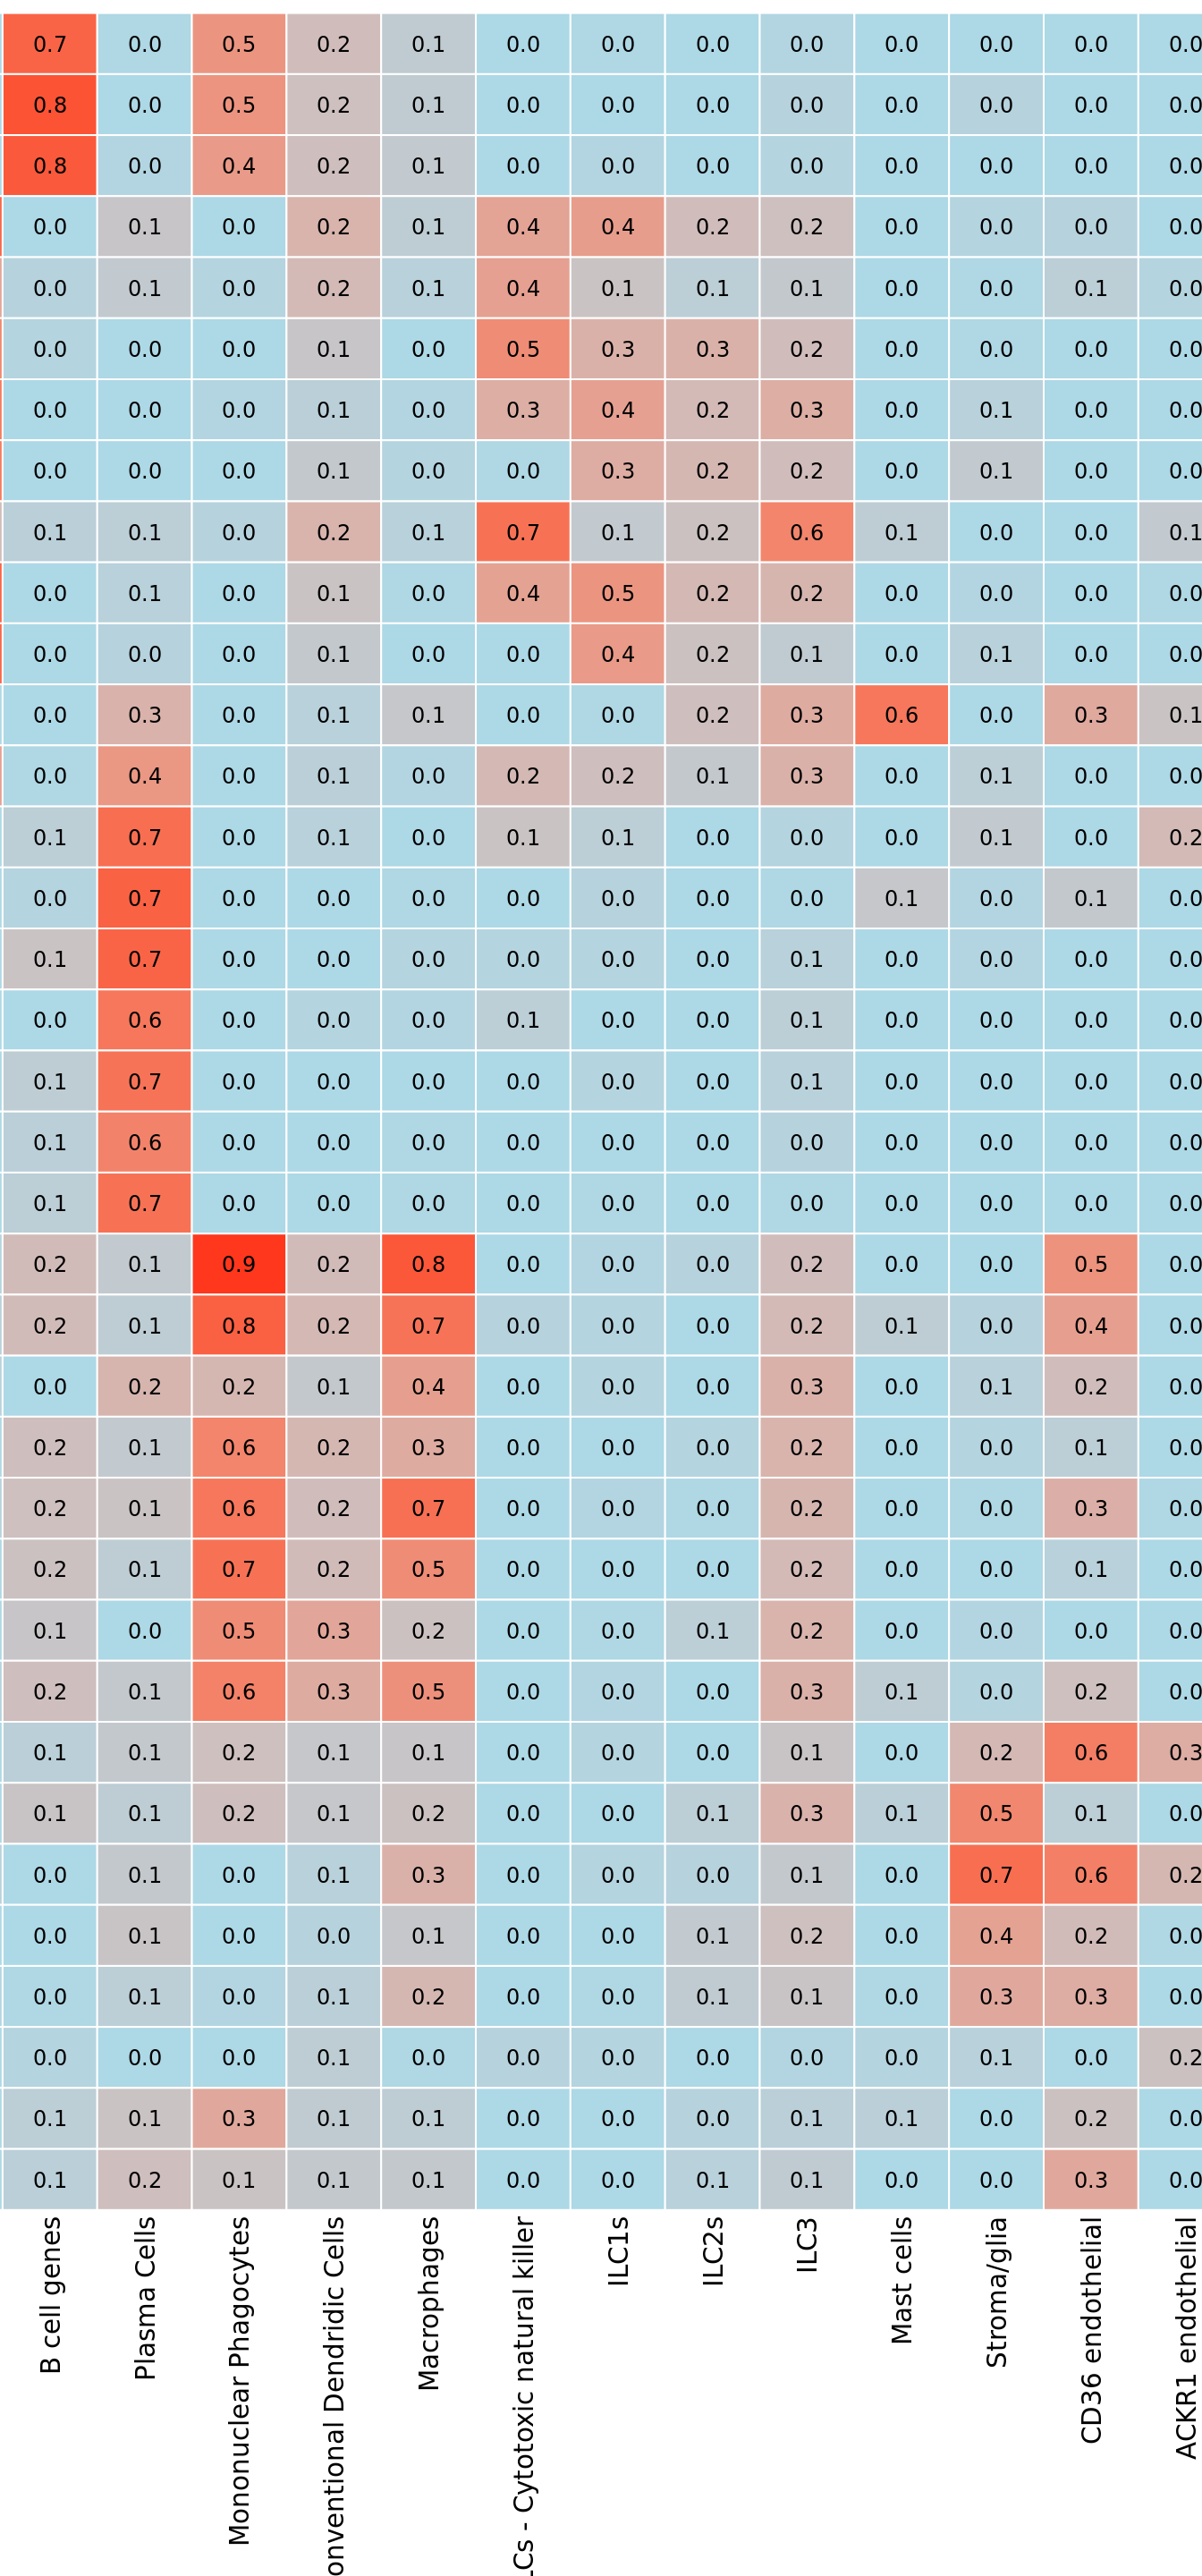 0.7 0.0 0.5 0.2 0.1 0.0 0.0 0.0 0.0 0.0 0.0 0.0 0.0
0.8 0.0 0.5 0.2 0.1 0.0 0.0 0.0 0.0 0.0 0.0 0.0 0.0
0.8 0.0 0.4 0.2 0.1 0.0 0.0 0.0 0.0 0.0 0.0 0.0 0.0
0.0 0.1 0.0 0.2 0.1 0.4 0.4 0.2 0.2 0.0 0.0 0.0 0.0
0.0 0.1 0.0 0.2 0.1 0.4 0.1 0.1 0.1 0.0 0.0 0.1 0.0
0.0 0.0 0.0 0.1 0.0 0.5 0.3 0.3 0.2 0.0 0.0 0.0 0.0
0.0 0.0 0.0 0.1 0.0 0.3 0.4 0.2 0.3 0.0 0.1 0.0 0.0
0.0 0.0 0.0 0.1 0.0 0.0 0.3 0.2 0.2 0.0 0.1 0.0 0.0
0.1 0.1 0.0 0.2 0.1 0.7 0.1 0.2 0.6 0.1 0.0 0.0 0.1
0.0 0.1 0.0 0.1 0.0 0.4 0.5 0.2 0.2 0.0 0.0 0.0 0.0
0.0 0.0 0.0 0.1 0.0 0.0 0.4 0.2 0.1 0.0 0.1 0.0 0.0
0.0 0.3 0.0 0.1 0.1 0.0 0.0 0.2 0.3 0.6 0.0 0.3 0.1
0.0 0.4 0.0 0.1 0.0 0.2 0.2 0.1 0.3 0.0 0.1 0.0 0.0
0.1 0.7 0.0 0.1 0.0 0.1 0.1 0.0 0.0 0.0 0.1 0.0 0.2
0.0 0.7 0.0 0.0 0.0 0.0 0.0 0.0 0.0 0.1 0.0 0.1 0.0
0.1 0.7 0.0 0.0 0.0 0.0 0.0 0.0 0.1 0.0 0.0 0.0 0.0
0.0 0.6 0.0 0.0 0.0 0.1 0.0 0.0 0.1 0.0 0.0 0.0 0.0
0.1 0.7 0.0 0.0 0.0 0.0 0.0 0.0 0.1 0.0 0.0 0.0 0.0
0.1 0.6 0.0 0.0 0.0 0.0 0.0 0.0 0.0 0.0 0.0 0.0 0.0
0.1 0.7 0.0 0.0 0.0 0.0 0.0 0.0 0.0 0.0 0.0 0.0 0.0
0.2 0.1 0.9 0.2 0.8 0.0 0.0 0.0 0.2 0.0 0.0 0.5 0.0
0.2 0.1 0.8 0.2 0.7 0.0 0.0 0.0 0.2 0.1 0.0 0.4 0.0
0.0 0.2 0.2 0.1 0.4 0.0 0.0 0.0 0.3 0.0 0.1 0.2 0.0
0.2 0.1 0.6 0.2 0.3 0.0 0.0 0.0 0.2 0.0 0.0 0.1 0.0
0.2 0.1 0.6 0.2 0.7 0.0 0.0 0.0 0.2 0.0 0.0 0.3 0.0
0.2 0.1 0.7 0.2 0.5 0.0 0.0 0.0 0.2 0.0 0.0 0.1 0.0
0.1 0.0 0.5 0.3 0.2 0.0 0.0 0.1 0.2 0.0 0.0 0.0 0.0
0.2 0.1 0.6 0.3 0.5 0.0 0.0 0.0 0.3 0.1 0.0 0.2 0.0
0.1 0.1 0.2 0.1 0.1 0.0 0.0 0.0 0.1 0.0 0.2 0.6 0.3
0.1 0.1 0.2 0.1 0.2 0.0 0.0 0.1 0.3 0.1 0.5 0.1 0.0
0.0 0.1 0.0 0.1 0.3 0.0 0.0 0.0 0.1 0.0 0.7 0.6 0.2
0.0 0.1 0.0 0.0 0.1 0.0 0.0 0.1 0.2 0.0 0.4 0.2 0.0
0.0 0.1 0.0 0.1 0.2 0.0 0.0 0.1 0.1 0.0 0.3 0.3 0.0
0.0 0.0 0.0 0.1 0.0 0.0 0.0 0.0 0.0 0.0 0.1 0.0 0.2
0.1 0.1 0.3 0.1 0.1 0.0 0.0 0.0 0.1 0.1 0.0 0.2 0.0
0.1 0.2 0.1 0.1 0.1 0.0 0.0 0.1 0.1 0.0 0.0 0.3 0.0
B cell genes
Plasma Cells
Mononuclear Phagocytes
onventional Dendridic Cells
Macrophages
Cs - Cytotoxic natural killer
ILC1s
ILC2s
ILC3
Mast cells
Stroma/glia
CD36 endothelial
ACKR1 endothelial